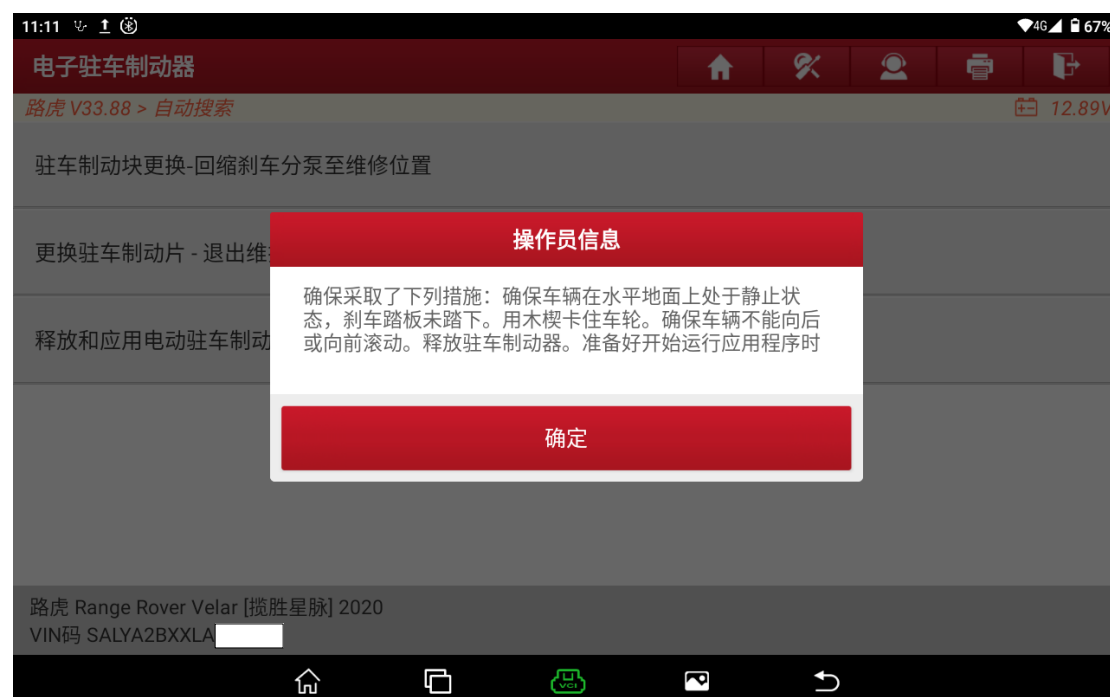 11:11
4G 67%
电子驻车制动器
路虎 V33.88 > 自动搜索
12.89V
驻车制动块更换-回缩刹车分泵至维修位置
操作员信息
更换驻车制动片 - 退出维
确保采取了下列措施：确保车辆在水平地面上处于静止状
态，刹车踏板未踏下。用木楔卡住车轮。确保车辆不能向后
或向前滚动。释放驻车制动器。准备好开始运行应用程序时
释放和应用电动驻车制动
确定
路虎 Range Rover Velar [揽胜星脉] 2020
VIN码 SALYA2BXXLA
VCI